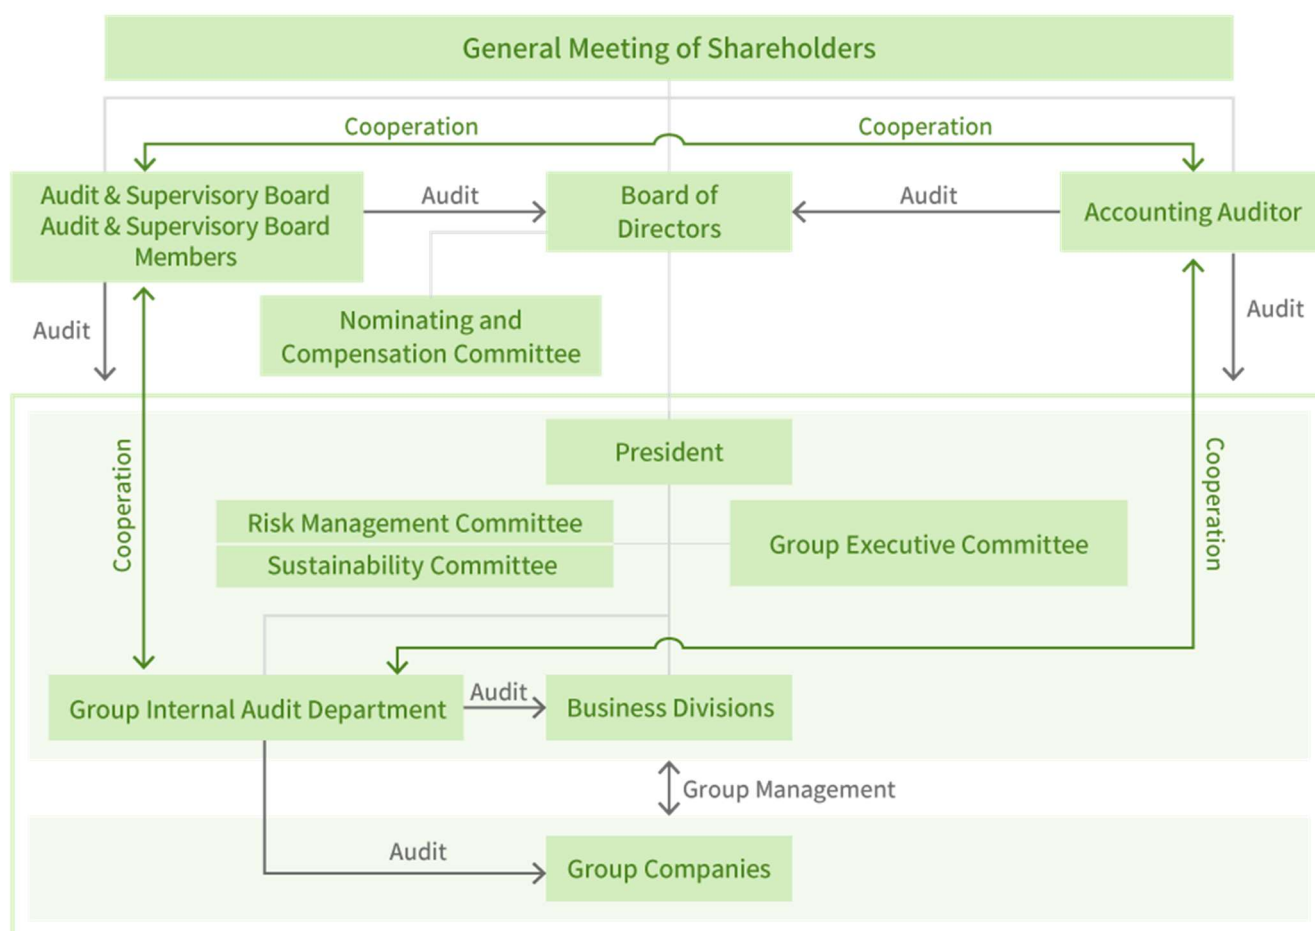 General Meeting of Shareholders
Cooperation
Cooperation
Audit & Supervisory Board
Audit & Supervisory Board
Members
Audit
Board of
Directors
Audit
Accounting Auditor
Audit
Nominating and
Compensation Committee
Audit
President
Cooperation
Risk Management Committee
Sustainability Committee
Group Executive Committee
Cooperation
Group Internal Audit Department
Audit
Business Divisions
Group Management
Audit
Group Companies